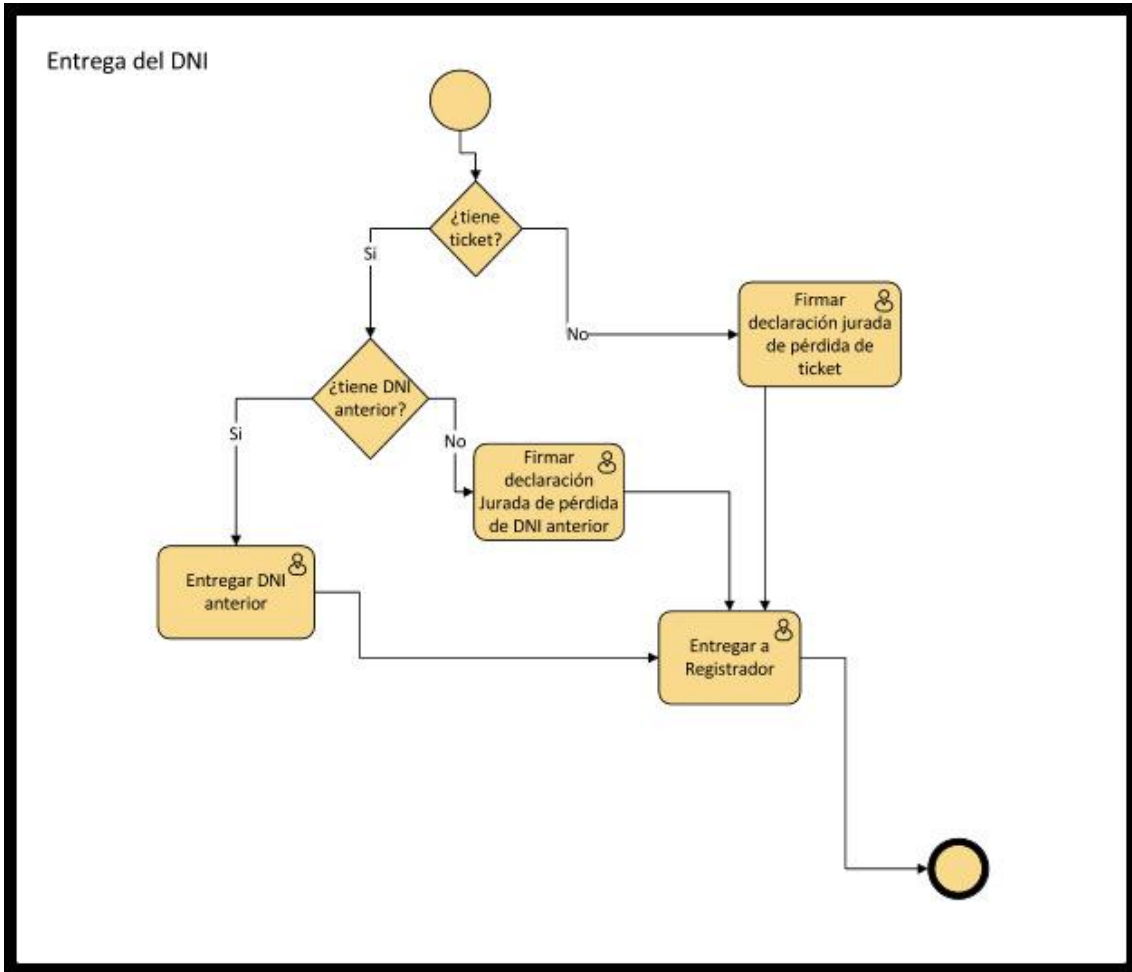 Entrega del DNI
¿tiene
ticket?
Si
No
Firmar
declaración jurada
de pérdida de
ticket
¿tiene DNI
anterior?
Si
No
Firmar
declaración
Jurada de pérdida
de DNI anterior
Entregar DNI
anterior
Entregar a
Registrador